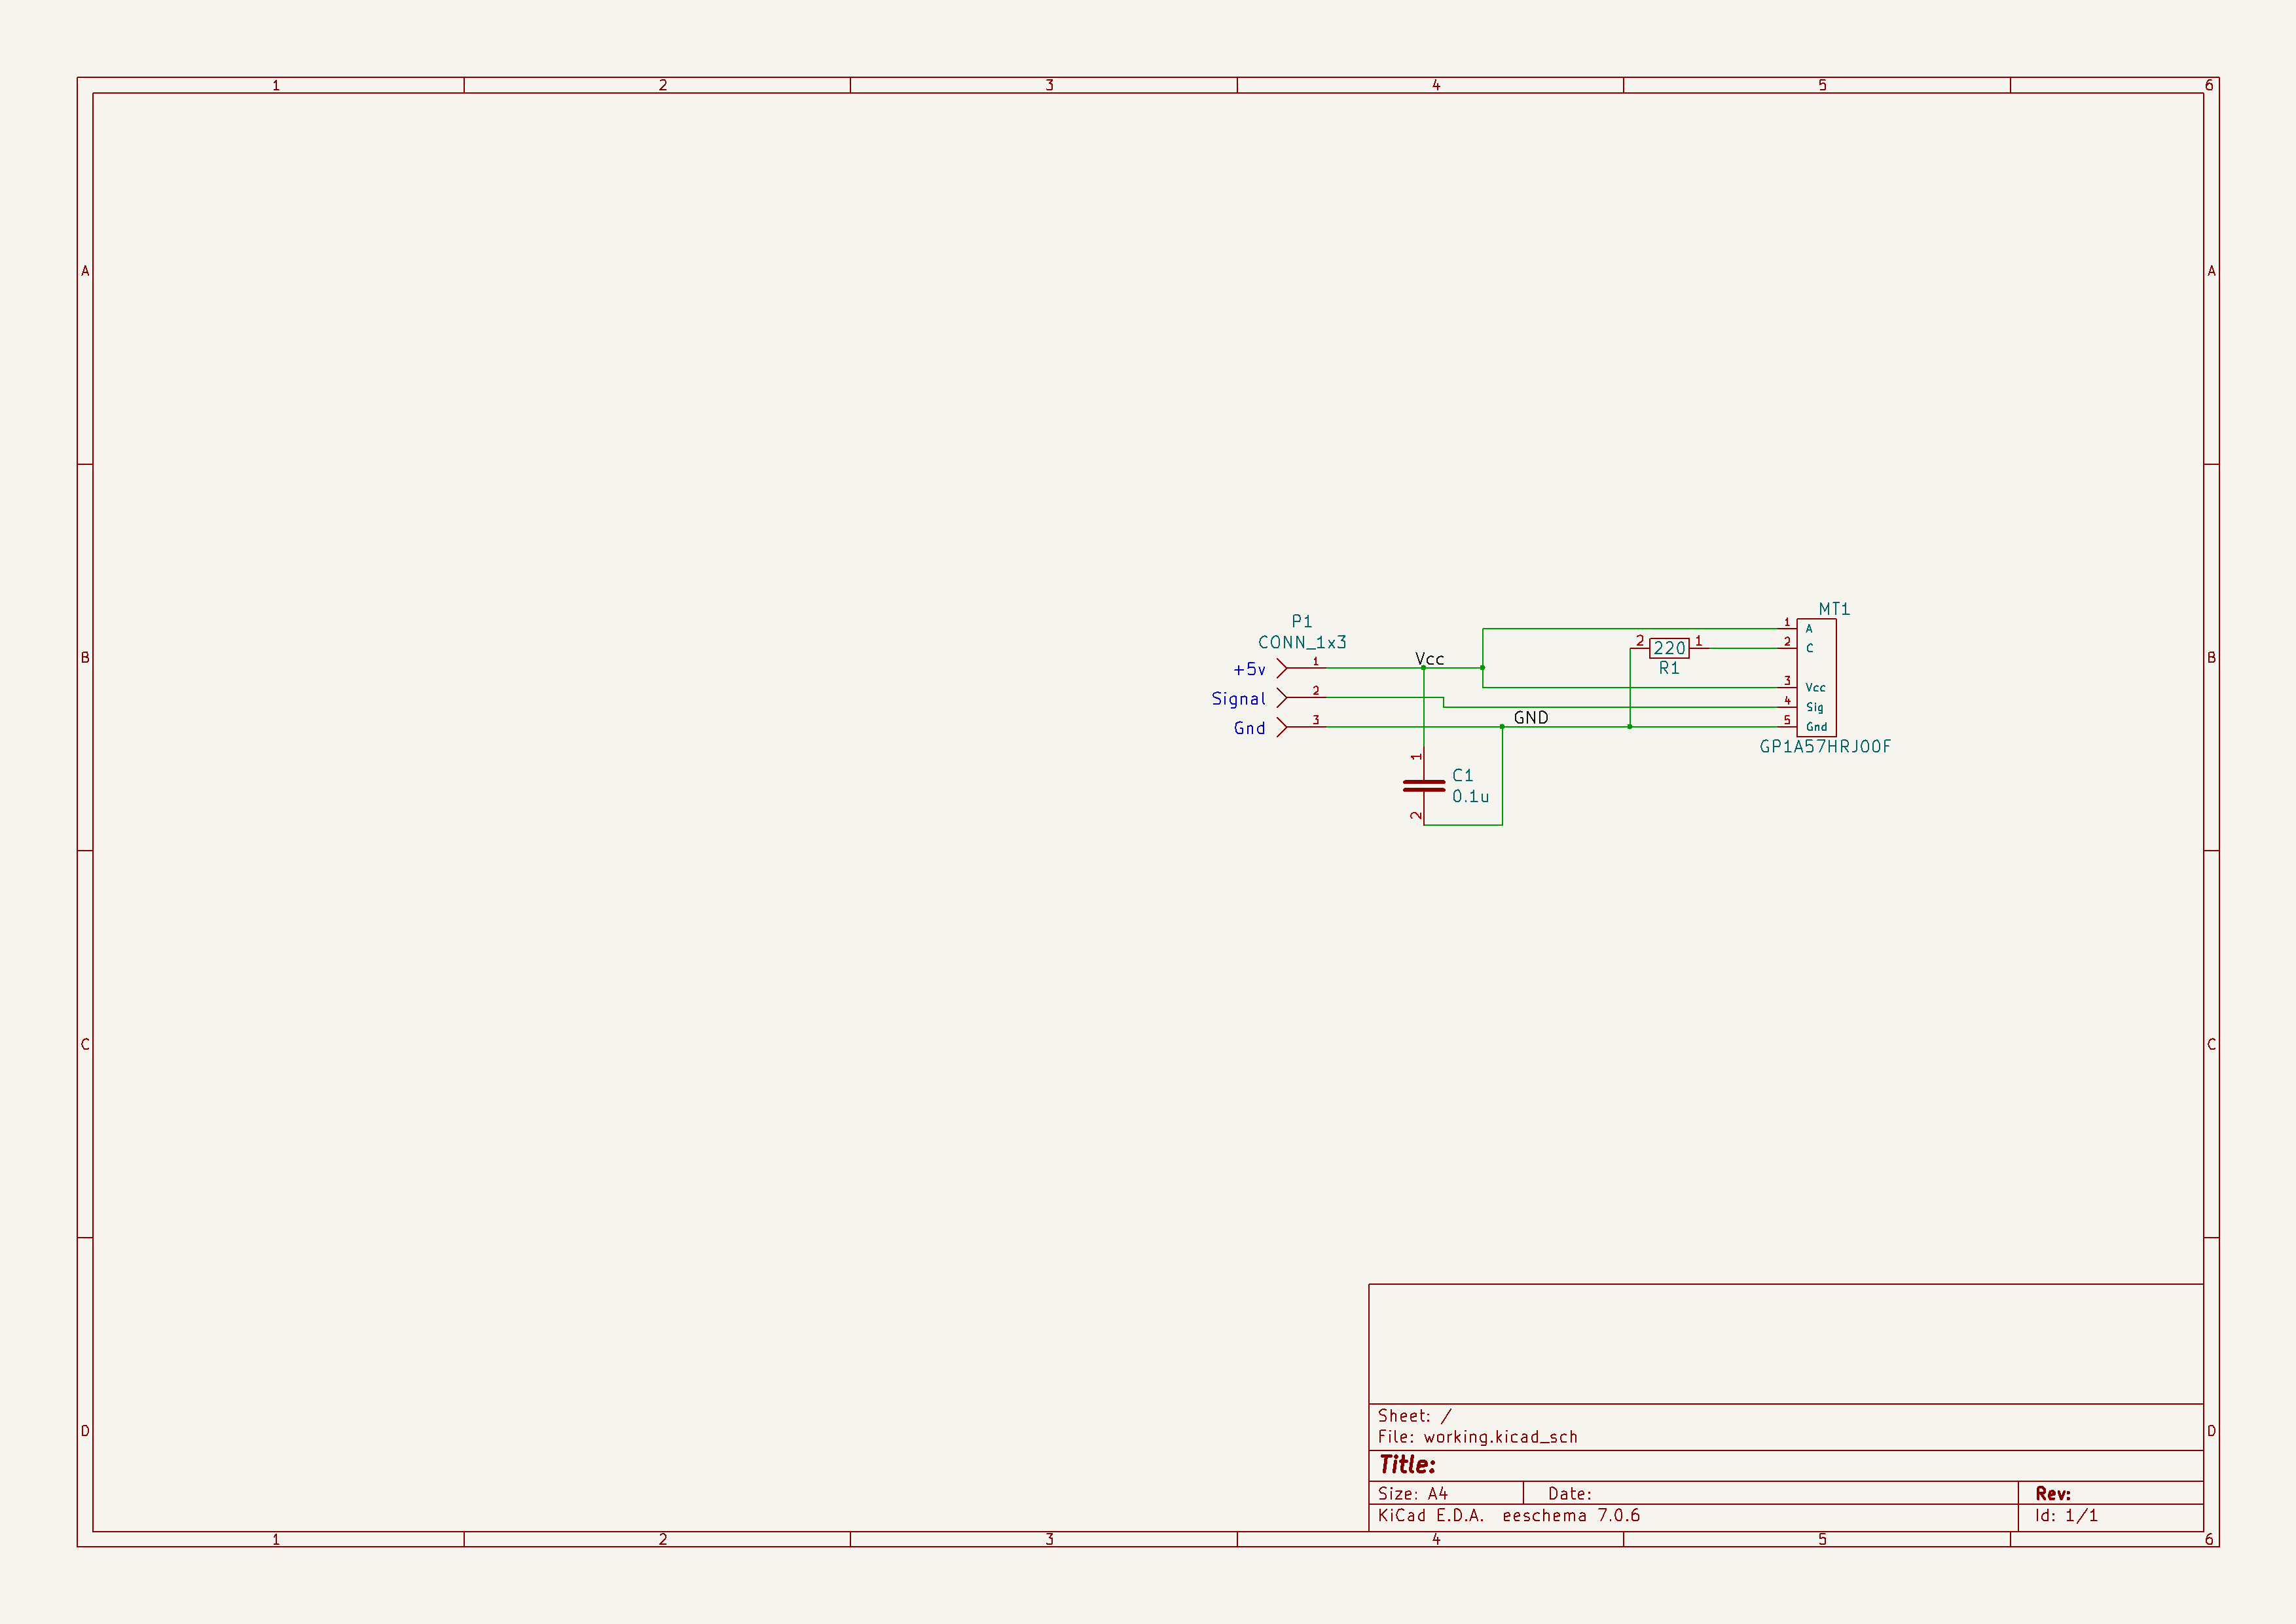 1 2 3 4 5 6
A A
MT1
P1
1 A
CONN_1x3
2 220 1 2 C
B B
Vcc
+5v 1
R1
3 Vcc
Signal 2
4 Sig
GND
Gnd 3
5 Gnd
GP1A57HRJ00F
1
C1
0.1u
2
C C
Sheet: /
File: working.kicad_sch
D D
Title:
Size: A4 Date: Rev:
KiCad E.D.A. eeschema 7.0.6 Id: 1/1
1 2 3 4 5 6